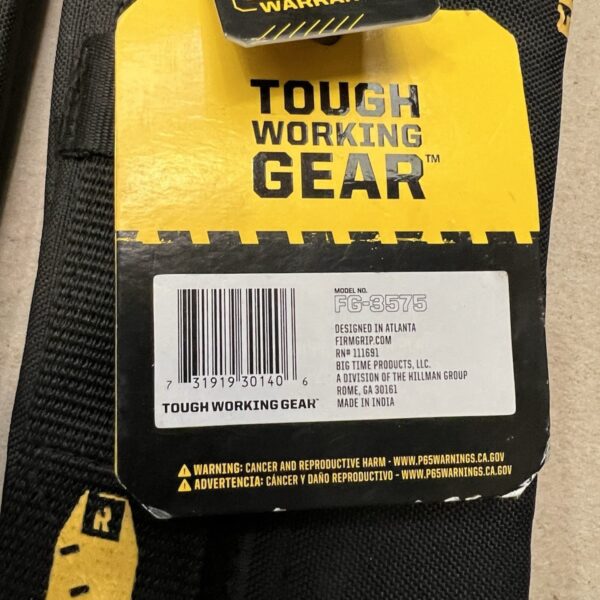 TOUGH
WORKING
GEAR™
MODEL NO.
FG-3575
DESIGNED IN ATLANTA
FIRMGRIP.COM
RN# 111691
BIG TIME PRODUCTS, LLC.
A DIVISION OF THE HILLMAN GROUP
ROME, GA 30161
MADE IN INDIA
7 31919 30140 6
TOUGH WORKING GEAR™
⚠ WARNING: CANCER AND REPRODUCTIVE HARM - WWW.P65WARNINGS.CA.GOV
⚠ ADVERTENCIA: CÁNCER Y DAÑO REPRODUCTIVO - WWW.P65WARNINGS.CA.GOV
R